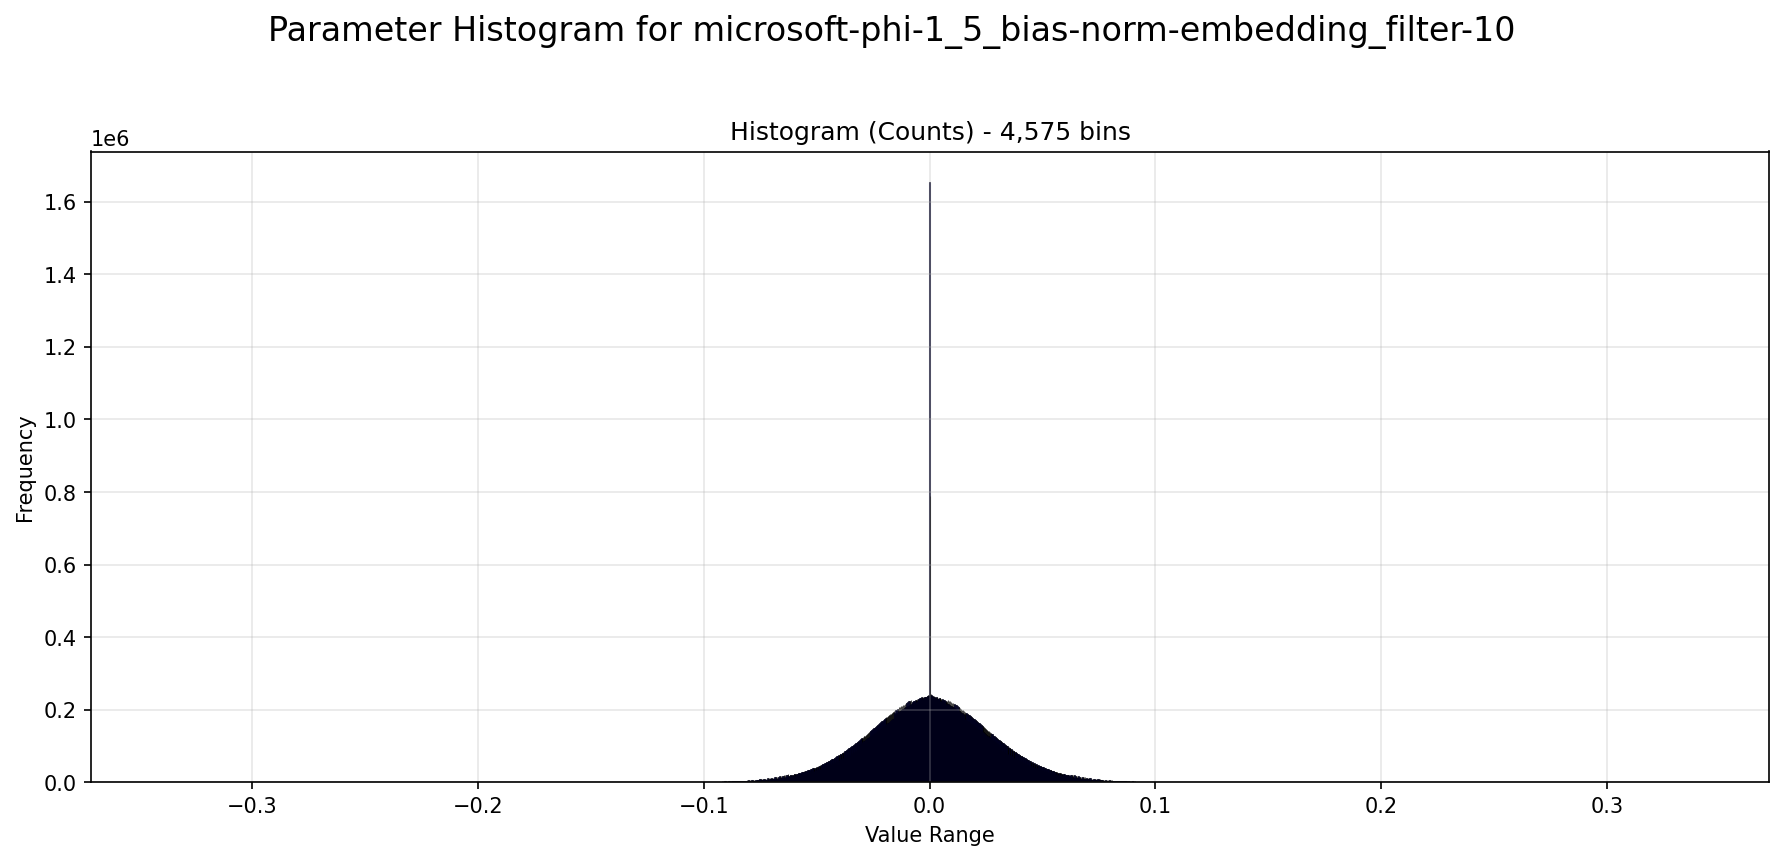 Parameter Histogram for microsoft-phi-1_5_bias-norm-embedding_filter-10
Histogram (Counts) - 4,575 bins
1e6
1.6
1.4
1.2
1.0
0.8
0.6
0.4
0.2
0.0
Frequency
−0.3 −0.2 −0.1 0.0 0.1 0.2 0.3
Value Range